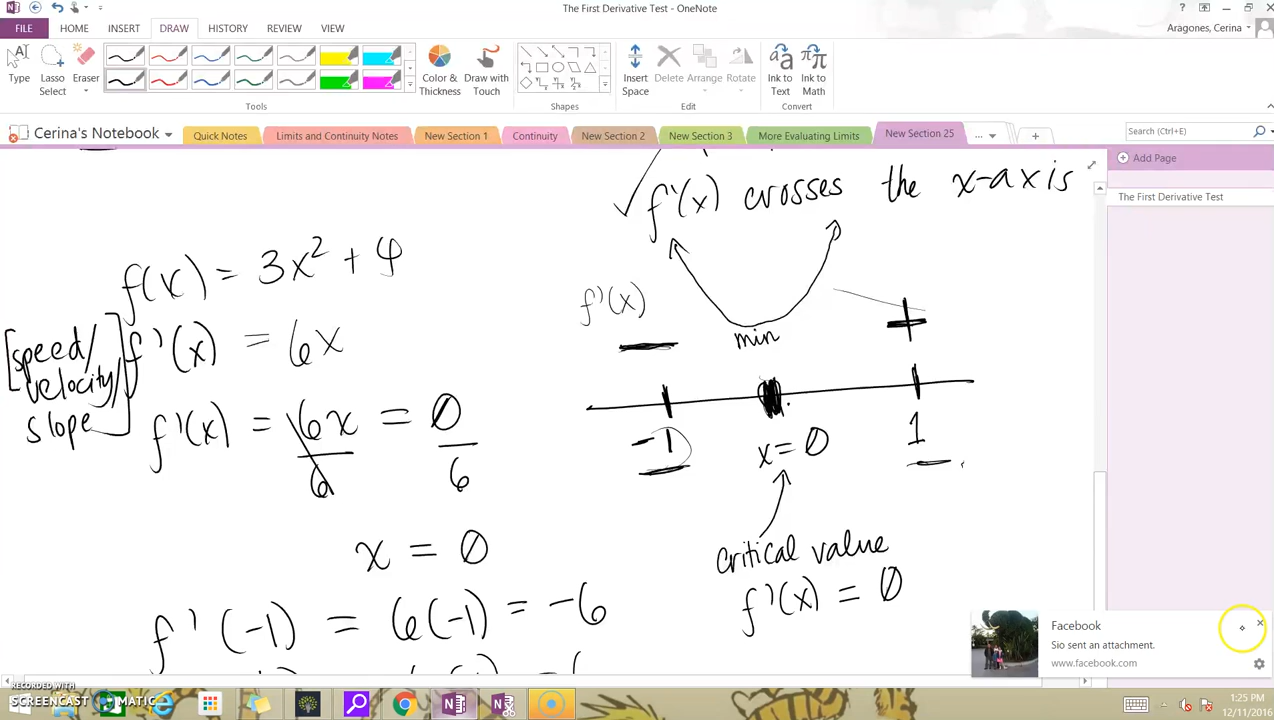 The First Derivative Test - OneNote
FILE HOME INSERT DRAW HISTORY REVIEW VIEW
Aragones, Cerina
Type
Lasso Select
Eraser
Color & Thickness
Draw with Touch
Insert Space
Delete
Arrange
Rotate
Ink to Text
Ink to Math
Tools
Shapes
Edit
Convert
Cerina's Notebook
Quick Notes
Limits and Continuity Notes
New Section 1
Continuity
New Section 2
New Section 3
More Evaluating Limits
New Section 25
...
Search (Ctrl+E)
Add Page
The First Derivative Test
f'(x) crosses the x-axis
f(x) = 3x² + 4
f'(x) = 6x
[speed/
velocity/
slope
f'(x) = 6x = 0
6 6
x = 0
f'(-1) = 6(-1) = -6
f'(x)
min
− +
-1 x=0 1
critical value
f'(x) = 0
Facebook
Sio sent an attachment.
www.facebook.com
RECORDED WITH
SCREENCAST MATIC
1:25 PM
12/11/2016